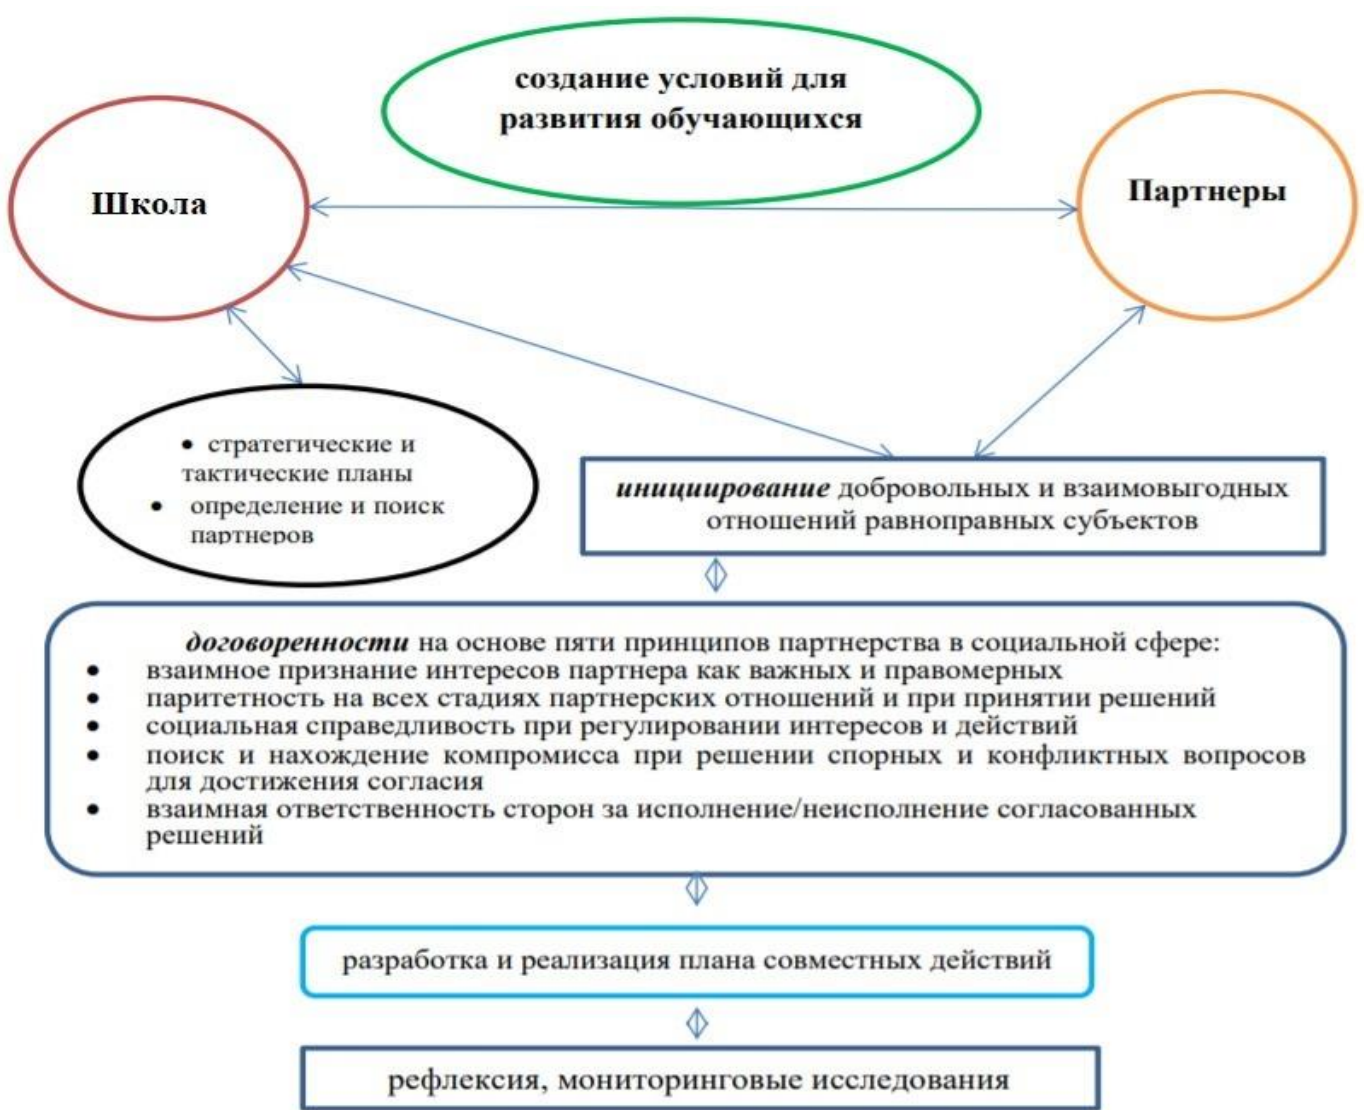 создание условий для
развития обучающихся
Школа
Партнеры
• стратегические и
тактические планы
• определение и поиск
партнеров
инициирование добровольных и взаимовыгодных
отношений равноправных субъектов
договоренности на основе пяти принципов партнерства в социальной сфере:
• взаимное признание интересов партнера как важных и правомерных
• паритетность на всех стадиях партнерских отношений и при принятии решений
• социальная справедливость при регулировании интересов и действий
• поиск и нахождение компромисса при решении спорных и конфликтных вопросов
для достижения согласия
• взаимная ответственность сторон за исполнение/неисполнение согласованных
решений
разработка и реализация плана совместных действий
рефлексия, мониторинговые исследования